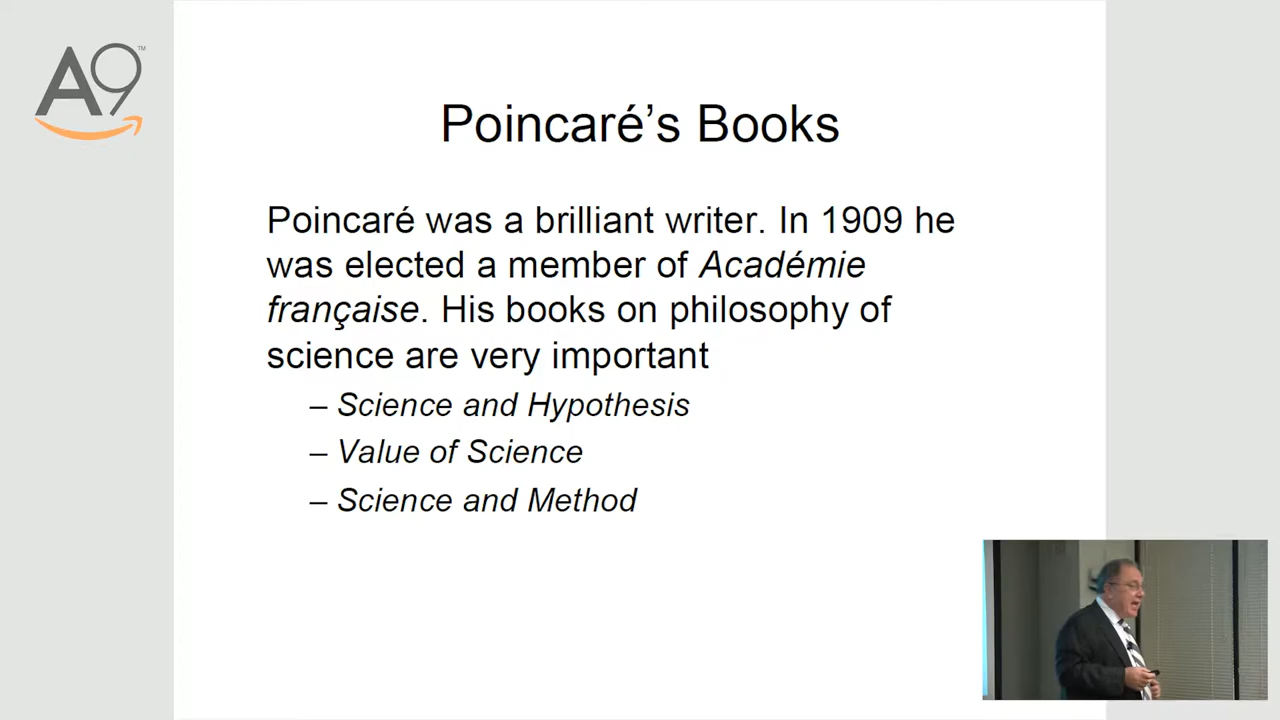 A9™
Poincaré’s Books
Poincaré was a brilliant writer. In 1909 he
was elected a member of Académie
française. His books on philosophy of
science are very important
– Science and Hypothesis
– Value of Science
– Science and Method